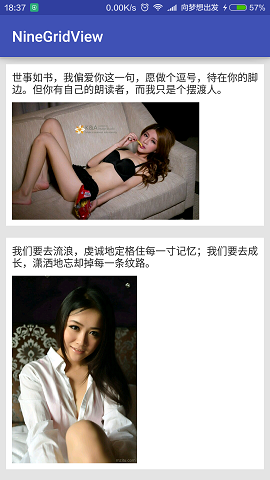 18:37
0.00K/s
向梦想出发
57%
NineGridView
世事如书，我偏爱你这一句，愿做个逗号，待在你的脚
边。但你有自己的朗读者，而我只是个摆渡人。
我们要去流浪，虔诚地定格住每一寸记忆；我们要去成
长，潇洒地忘却掉每一条纹路。